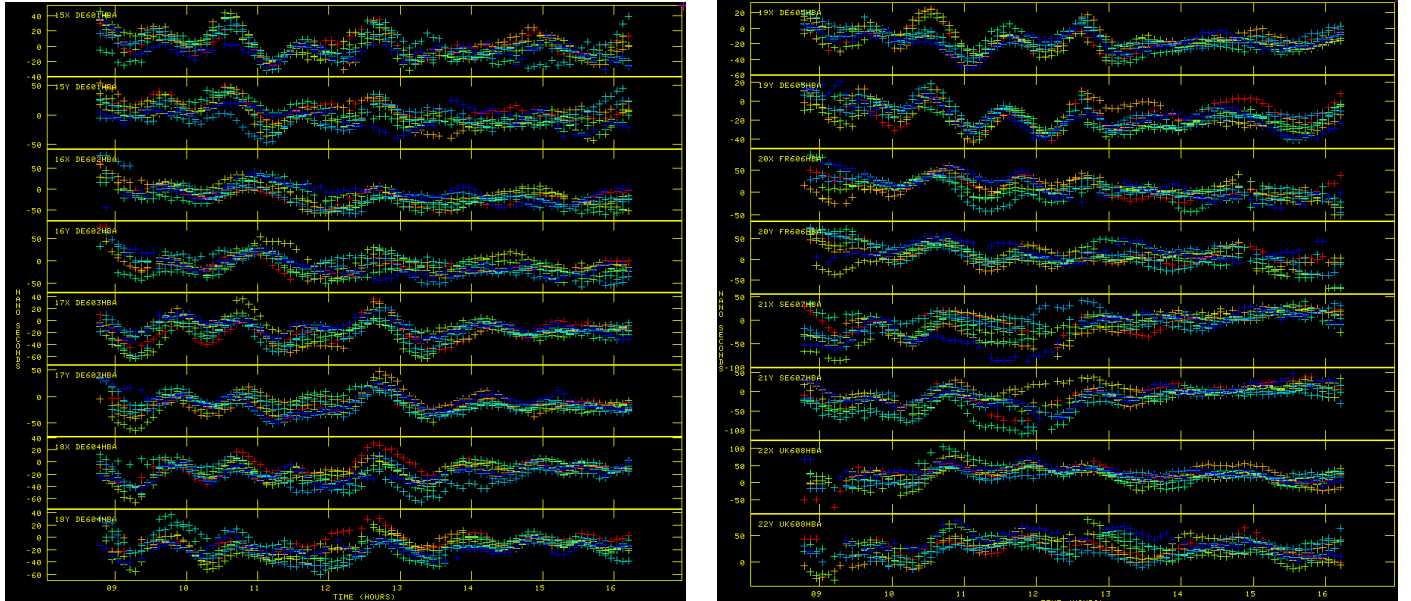 15X DE601HBA
40
20
0
-20
-40
15Y DE601HBA
50
0
-50
16X DE602HBA
50
0
-50
16Y DE602HBA
50
0
-50
17X DE603HBA
40
20
0
-20
-40
-60
17Y DE603HBA
50
0
-50
18X DE604HBA
40
20
0
-20
-40
-60
18Y DE604HBA
40
20
0
-20
-40
-60
NANO SECONDS
09 10 11 12 13 14 15 16
TIME (HOURS)
19X DE605HBA
20
0
-20
-40
-60
19Y DE605HBA
20
0
-20
-40
20X FR606HBA
50
0
-50
20Y FR606HBA
50
0
-50
21X SE607HBA
50
0
-50
-100
21Y SE607HBA
50
0
-50
-100
22X UK608HBA
100
50
0
-50
22Y UK608HBA
50
0
NANO SECONDS
09 10 11 12 13 14 15 16
TIME (HOURS)